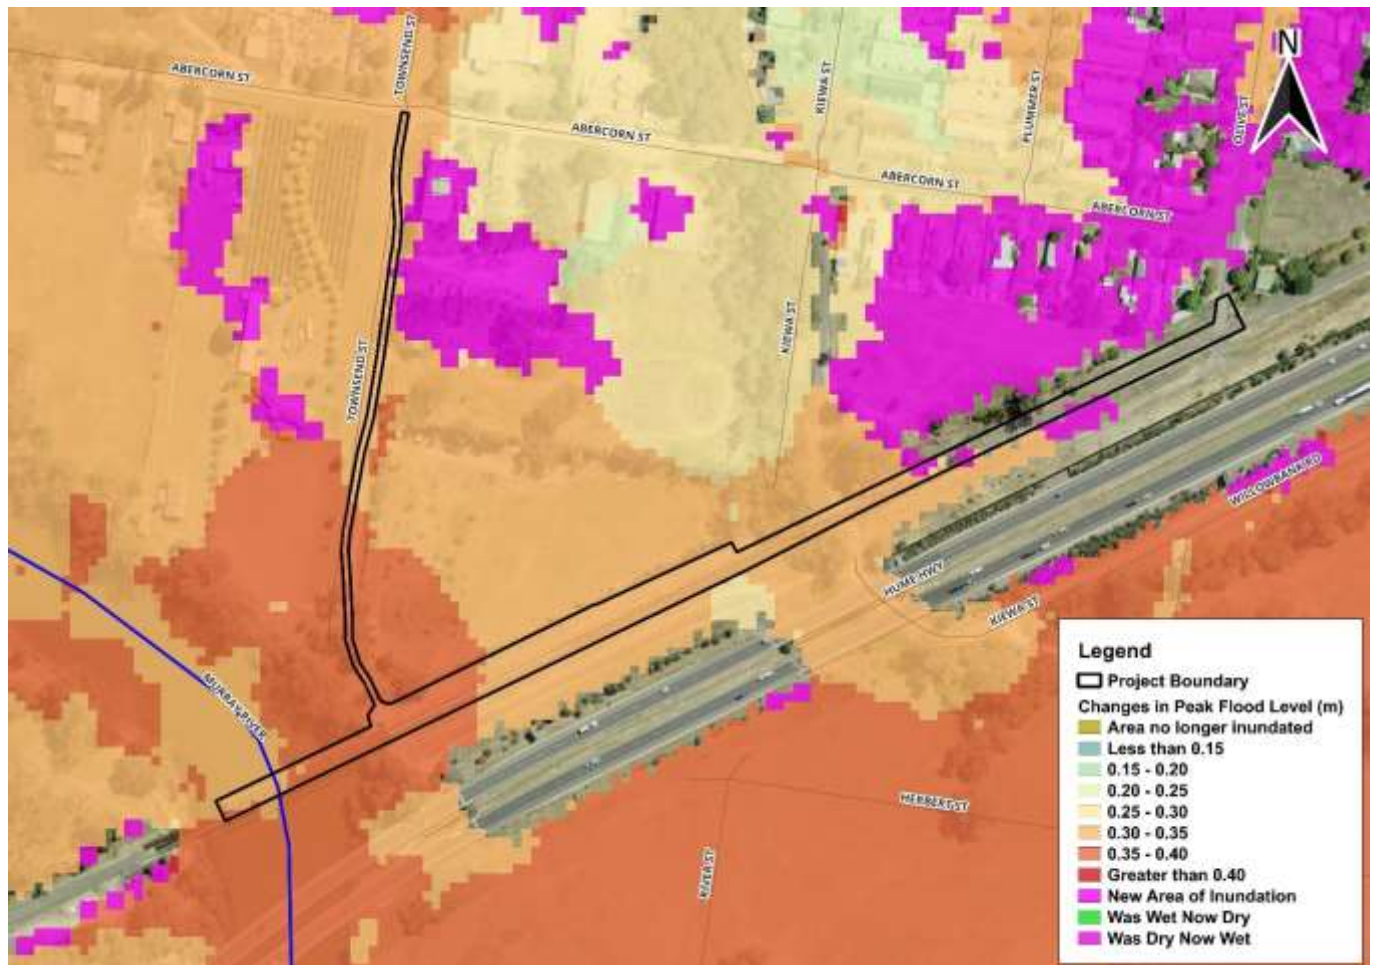 TOWNSEND ST
N
ABERCORN ST
KIEWA ST
PLUMMER ST
OLIVE ST
ABERCORN ST
ABERCORN ST
ABERCORN ST
KIEWA ST
TOWNSEND ST
WILLOWBANK RD
HUME HWY
KIEWA ST
MURRAY RIVER
HERBERT ST
RIVER ST
Legend
Project Boundary
Changes in Peak Flood Level (m)
Area no longer inundated
Less than 0.15
0.15 - 0.20
0.20 - 0.25
0.25 - 0.30
0.30 - 0.35
0.35 - 0.40
Greater than 0.40
New Area of Inundation
Was Wet Now Dry
Was Dry Now Wet